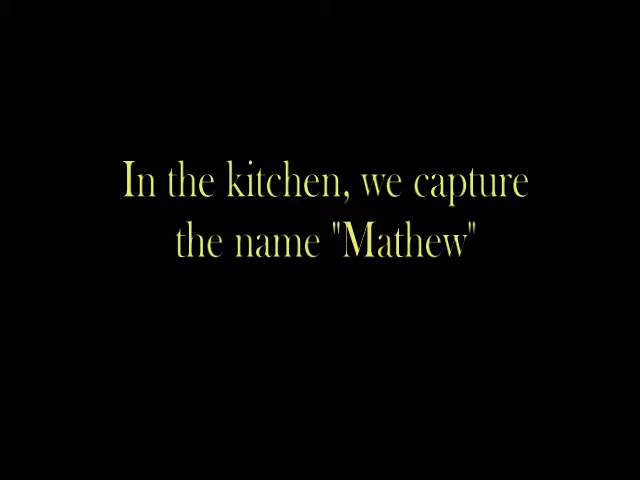 In the kitchen, we capture
the name "Mathew"